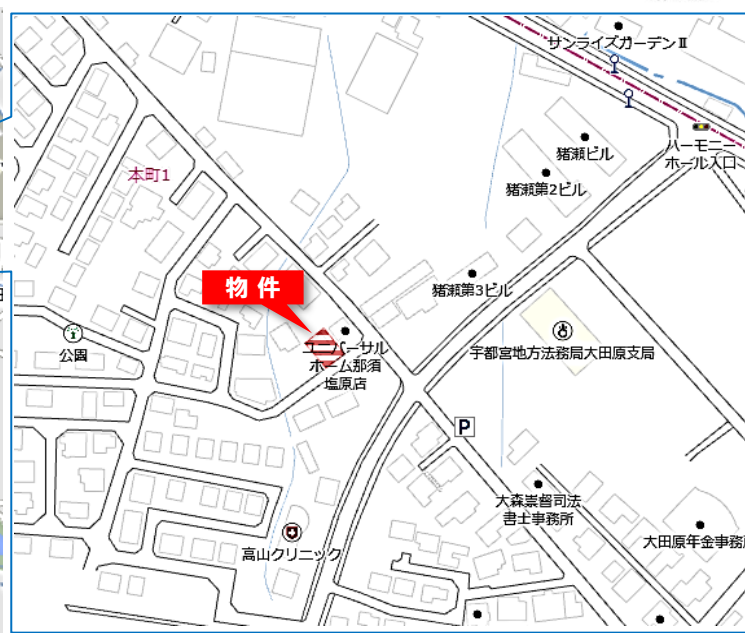 サンライズガーデンⅡ
ハーモニー
ホール入口
猪瀬ビル
本町1
猪瀬第2ビル
物件
猪瀬第3ビル
公園
ユニバーサル
ホーム那須
塩原店
宇都宮地方法務局大田原支局
P
大森崇督司法
書士事務所
高山クリニック
大田原年金事務所